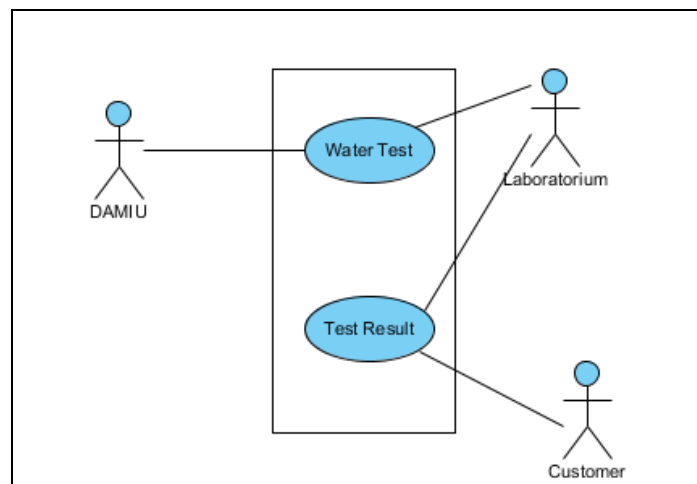 Water Test
Laboratorium
DAMIU
Test Result
Customer